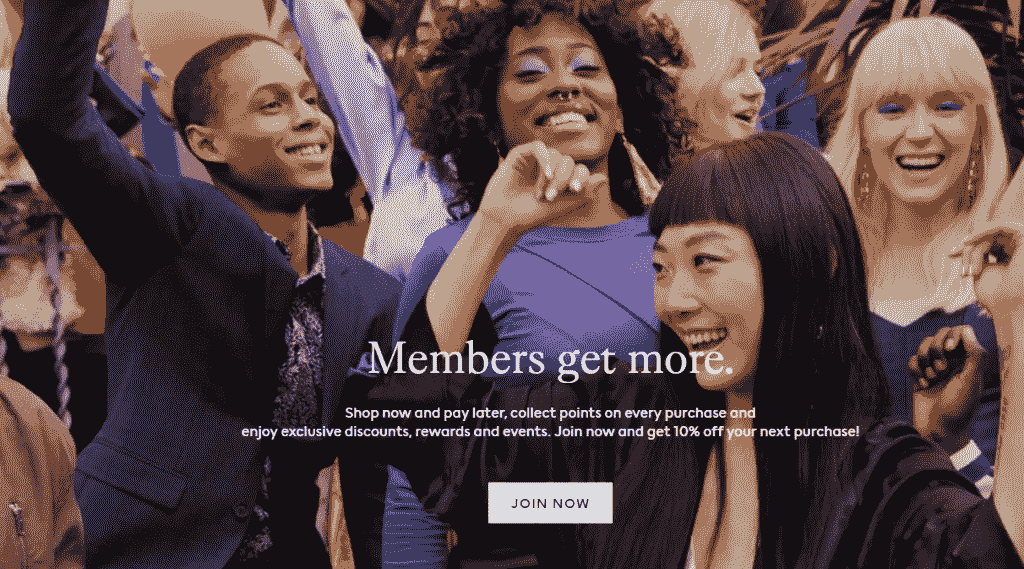 Members get more.
Shop now and pay later, collect points on every purchase and
enjoy exclusive discounts, rewards and events. Join now and get 10% off your next purchase!
JOIN NOW